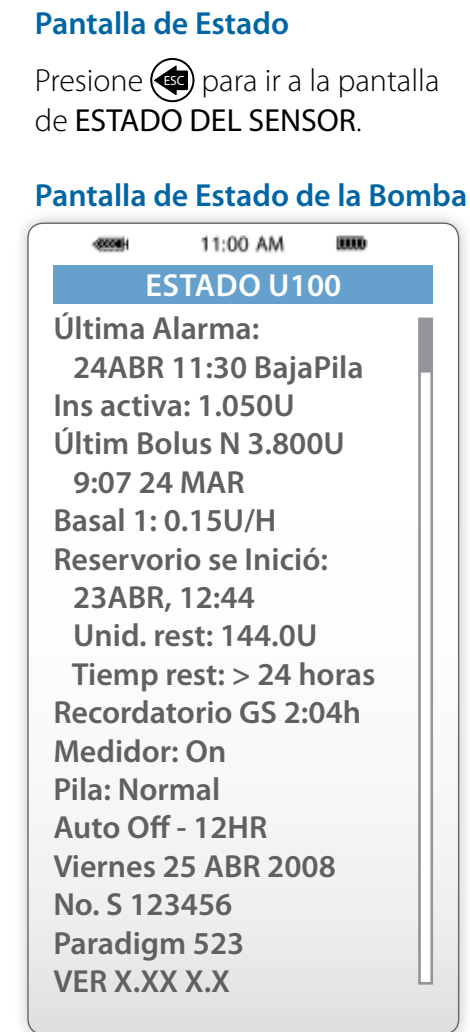 Pantalla de Estado
Presione ESC para ir a la pantalla
de ESTADO DEL SENSOR.
Pantalla de Estado de la Bomba
11:00 AM
ESTADO U100
Última Alarma:
24ABR 11:30 BajaPila
Ins activa: 1.050U
Últim Bolus N 3.800U
9:07 24 MAR
Basal 1: 0.15U/H
Reservorio se Inició:
23ABR, 12:44
Unid. rest: 144.0U
Tiemp rest: > 24 horas
Recordatorio GS 2:04h
Medidor: On
Pila: Normal
Auto Off - 12HR
Viernes 25 ABR 2008
No. S 123456
Paradigm 523
VER X.XX X.X